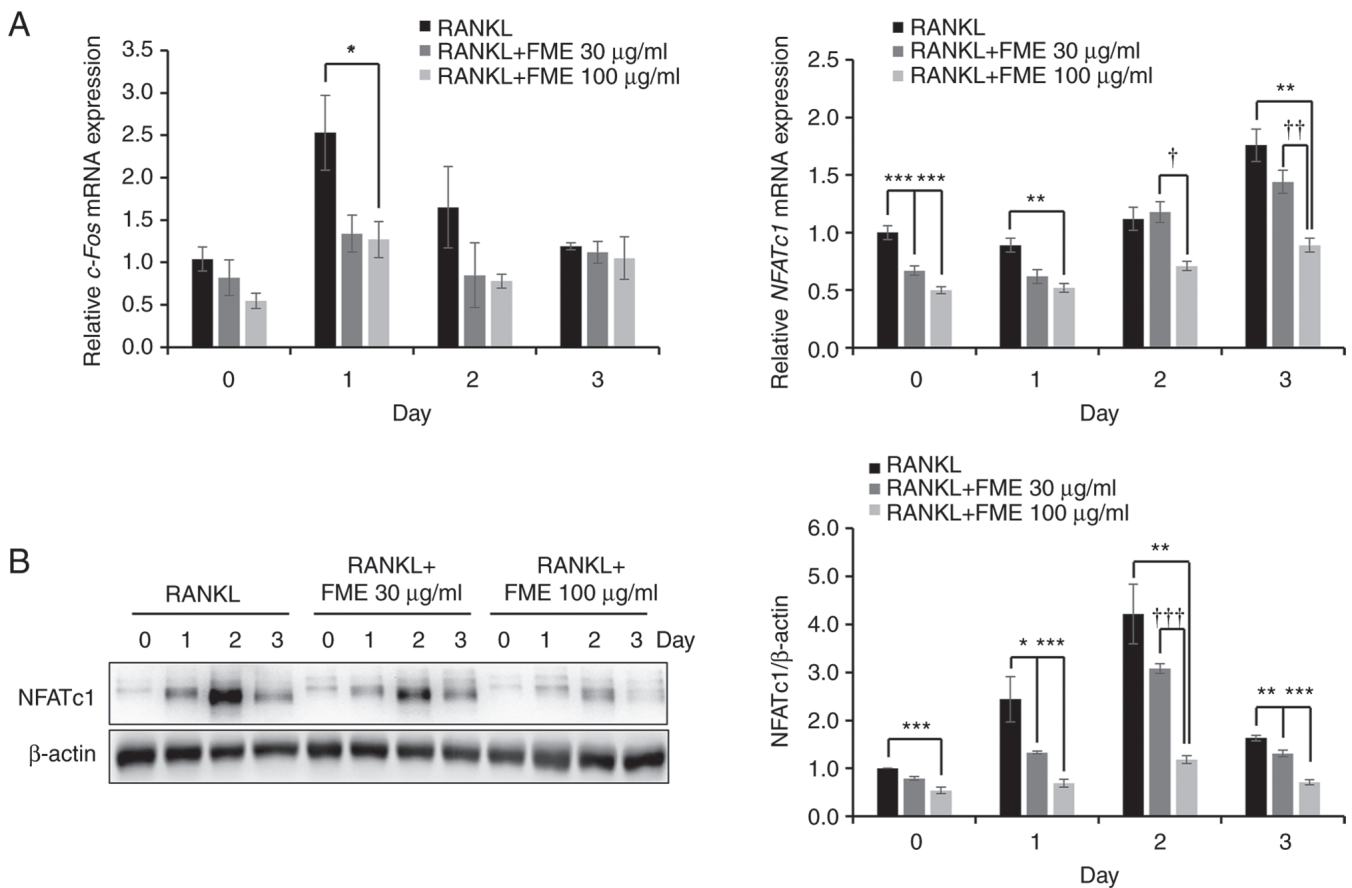 A
RANKL
RANKL+FME 30 μg/ml
RANKL+FME 100 μg/ml
Relative c-Fos mRNA expression
3.5
3.0
2.5
2.0
1.5
1.0
0.5
0.0
*
0 1 2 3
Day
RANKL
RANKL+FME 30 μg/ml
RANKL+FME 100 μg/ml
Relative NFATc1 mRNA expression
2.5
2.0
1.5
1.0
0.5
0.0
*** ***
**
†
**
††
0 1 2 3
Day
B
RANKL
RANKL+
FME 30 μg/ml
RANKL+
FME 100 μg/ml
0 1 2 3 0 1 2 3 0 1 2 3 Day
NFATc1
β-actin
RANKL
RANKL+FME 30 μg/ml
RANKL+FME 100 μg/ml
NFATc1/β-actin
6.0
5.0
4.0
3.0
2.0
1.0
0.0
***
* ***
**
†††
** ***
0 1 2 3
Day